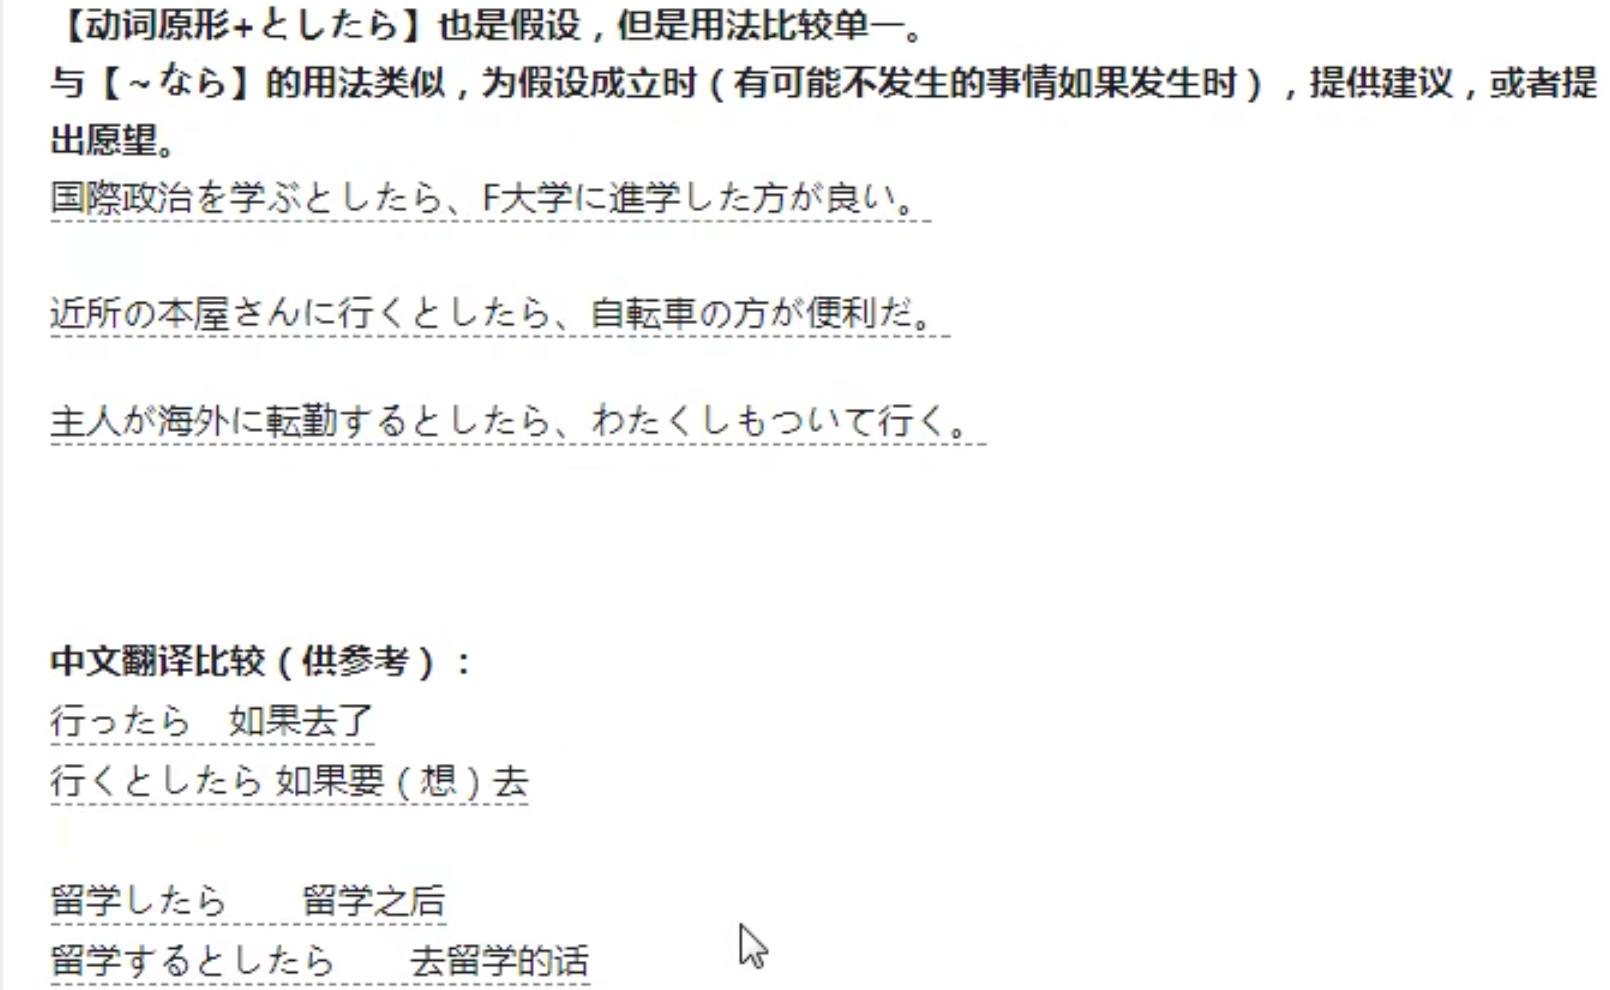 【动词原形+としたら】也是假设，但是用法比较单一。
与【~なら】的用法类似，为假设成立时（有可能不发生的事情如果发生时），提供建议，或者提
出愿望。
国際政治を学ぶとしたら、F大学に進学した方が良い。
近所の本屋さんに行くとしたら、自転車の方が便利だ。
主人が海外に転勤するとしたら、わたくしもついて行く。
中文翻译比较（供参考）：
行ったら　如果去了
行くとしたら 如果要（想）去
留学したら　　留学之后
留学するとしたら　　去留学的话